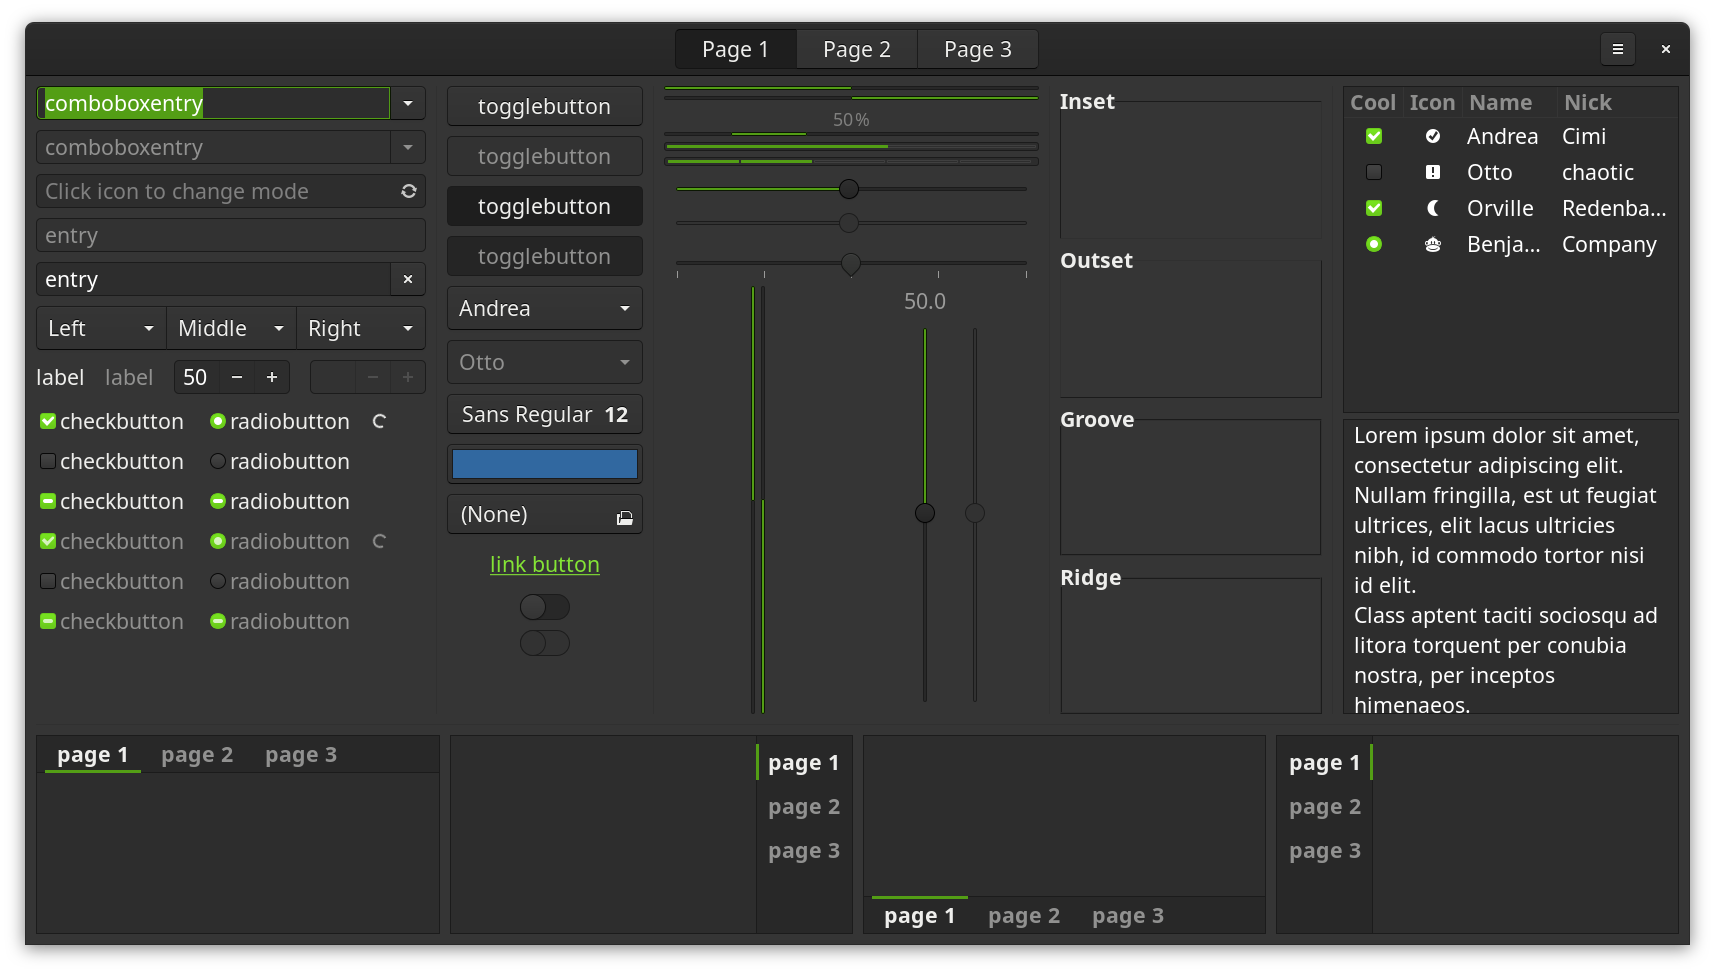 Page 1 Page 2 Page 3
comboboxentry
comboboxentry
Click icon to change mode
entry
entry
Left Middle Right
label label 50
checkbutton radiobutton
checkbutton radiobutton
checkbutton radiobutton
checkbutton radiobutton
checkbutton radiobutton
checkbutton radiobutton
togglebutton
togglebutton
togglebutton
togglebutton
Andrea
Otto
Sans Regular 12
(None)
link button
50%
50.0
Inset
Outset
Groove
Ridge
Cool Icon Name Nick
Andrea Cimi
Otto chaotic
Orville Redenba...
Benja... Company
Lorem ipsum dolor sit amet,
consectetur adipiscing elit.
Nullam fringilla, est ut feugiat
ultrices, elit lacus ultricies
nibh, id commodo tortor nisi
id elit.
Class aptent taciti sociosqu ad
litora torquent per conubia
nostra, per inceptos
himenaeos.
page 1 page 2 page 3
page 1
page 2
page 3
page 1 page 2 page 3
page 1
page 2
page 3